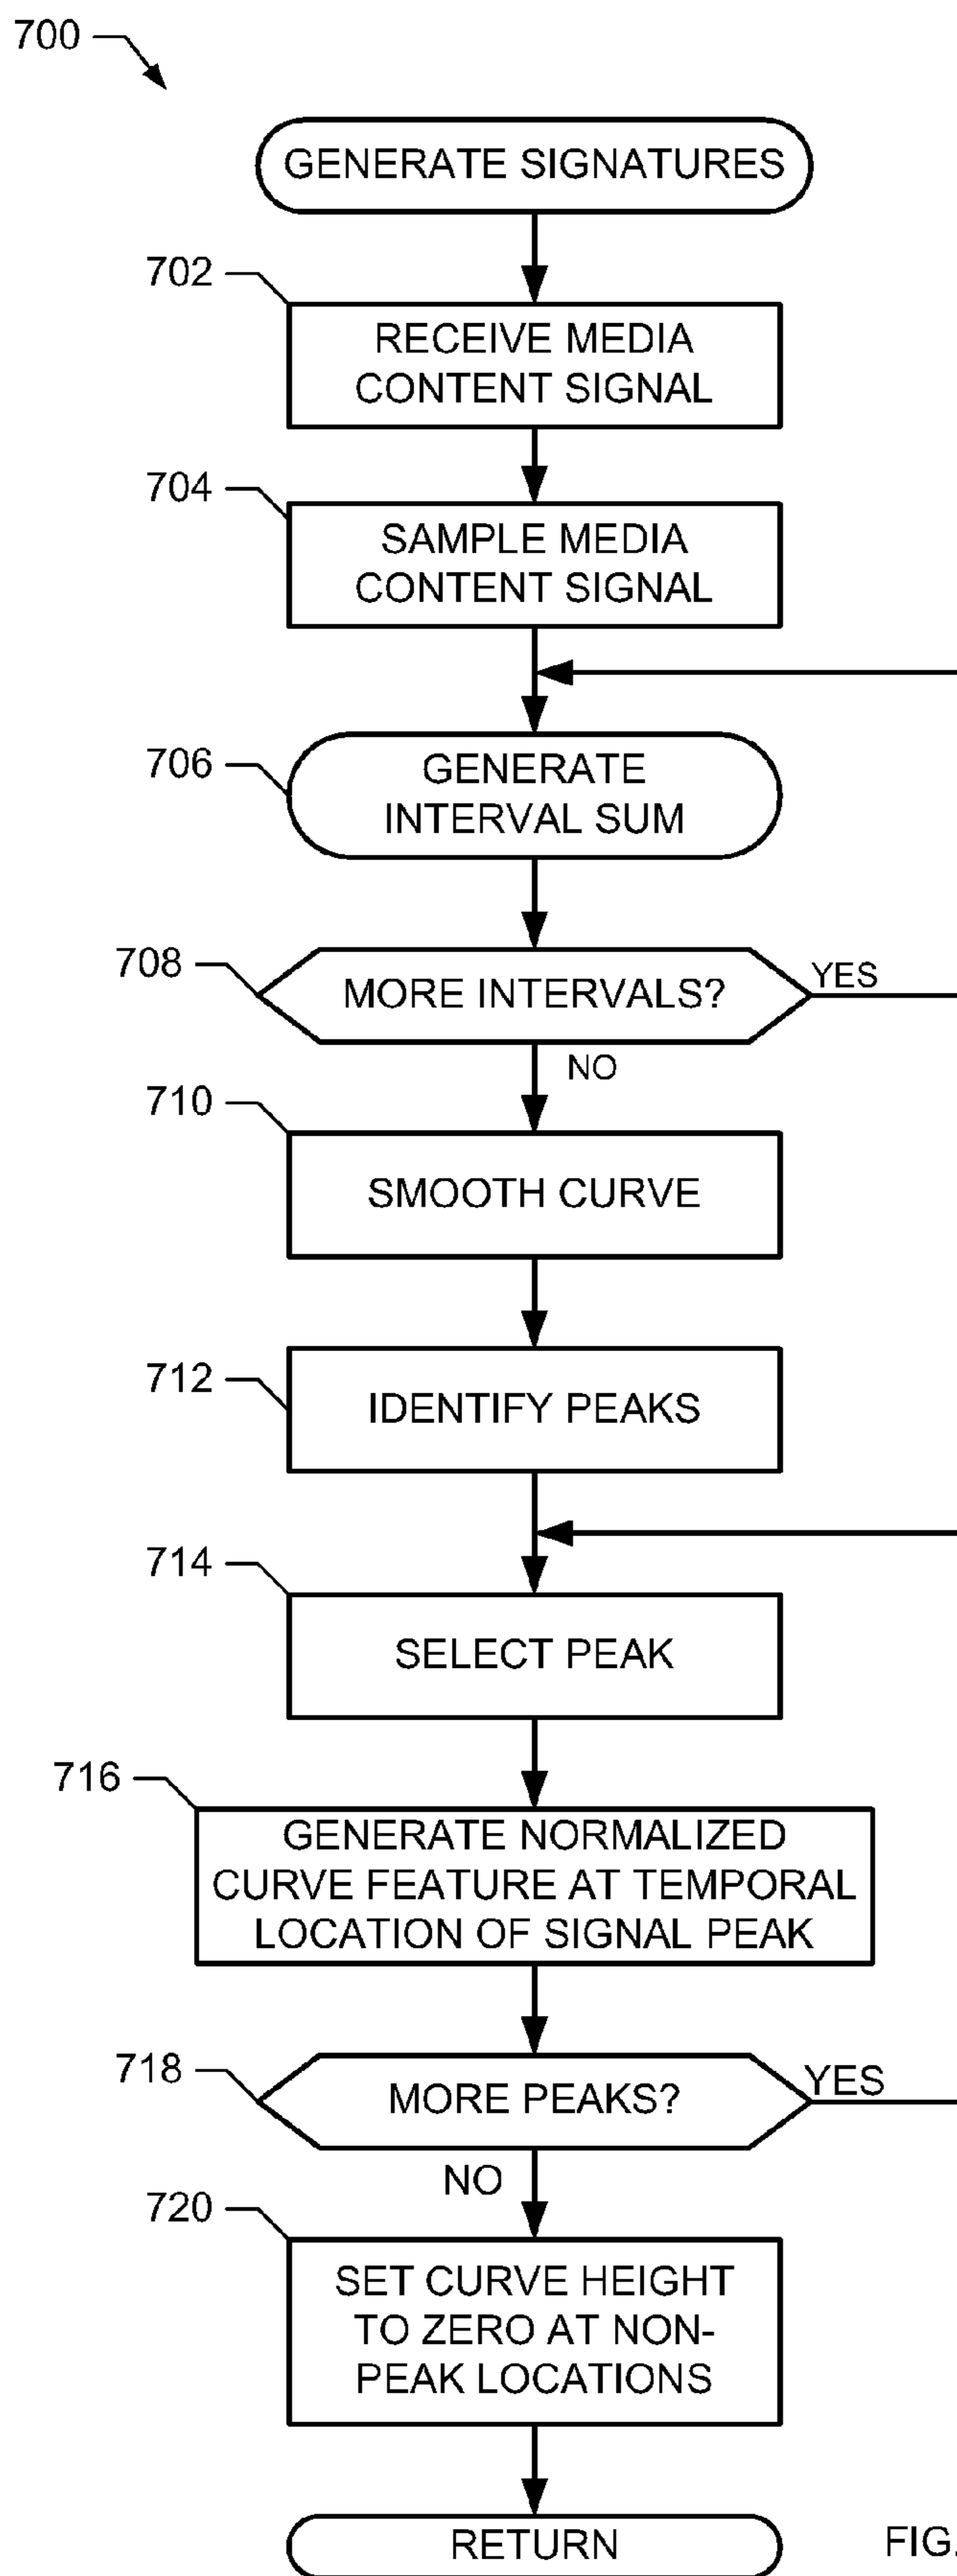 700
GENERATE SIGNATURES
702
RECEIVE MEDIA
CONTENT SIGNAL
704
SAMPLE MEDIA
CONTENT SIGNAL
706
GENERATE
INTERVAL SUM
708
MORE INTERVALS?
YES
NO
710
SMOOTH CURVE
712
IDENTIFY PEAKS
714
SELECT PEAK
716
GENERATE NORMALIZED
CURVE FEATURE AT TEMPORAL
LOCATION OF SIGNAL PEAK
718
MORE PEAKS?
YES
NO
720
SET CURVE HEIGHT
TO ZERO AT NON-
PEAK LOCATIONS
RETURN
FIG.